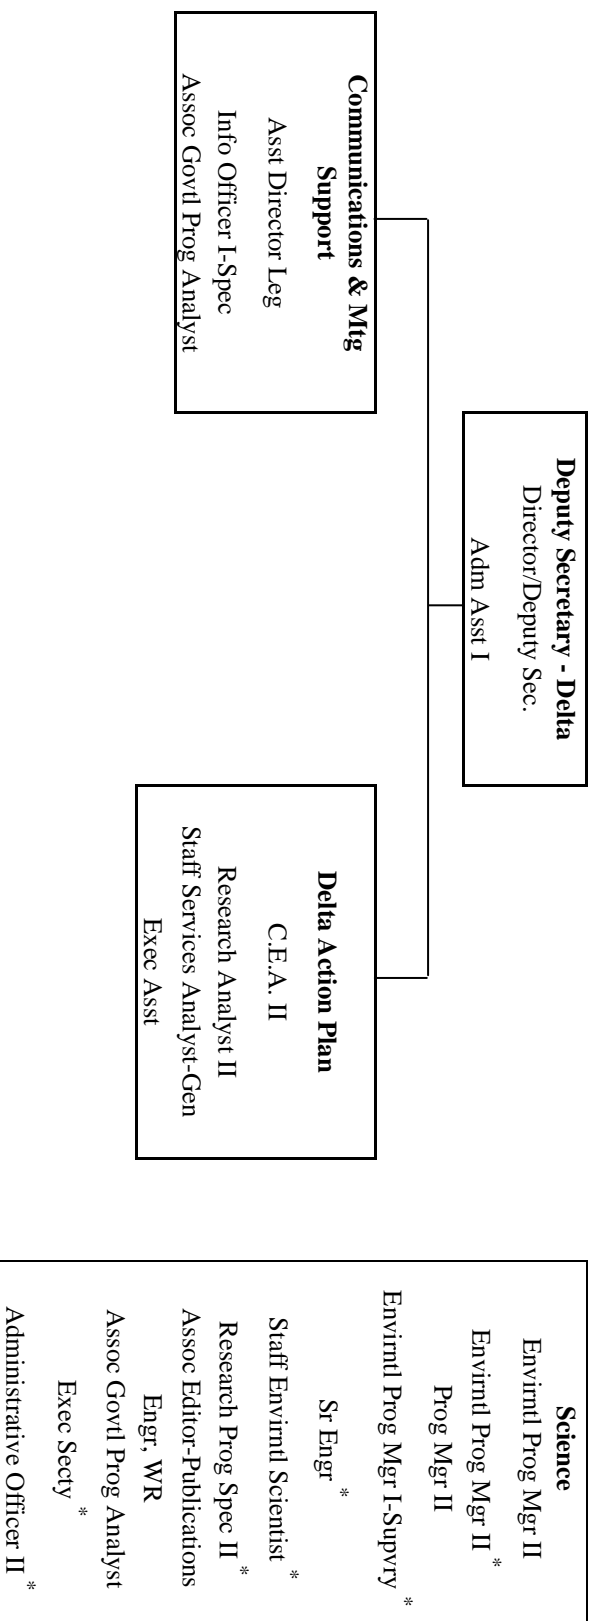 Deputy Secretary - Delta
Director/Deputy Sec.
Adm Asst I
Communications & Mtg
Support
Asst Director Leg
Info Officer I-Spec
Assoc Govtl Prog Analyst
Delta Action Plan
C.E.A. II
Research Analyst II
Staff Services Analyst-Gen
Exec Asst
Science
Envirntl Prog Mgr II
Envirntl Prog Mgr II *
Prog Mgr II
Envirntl Prog Mgr I-Supvry *
Sr Engr *
Staff Envirntl Scientist *
Research Prog Spec II *
Assoc Editor-Publications
Engr, WR
Assoc Govtl Prog Analyst
Exec Secty *
Administrative Officer II *